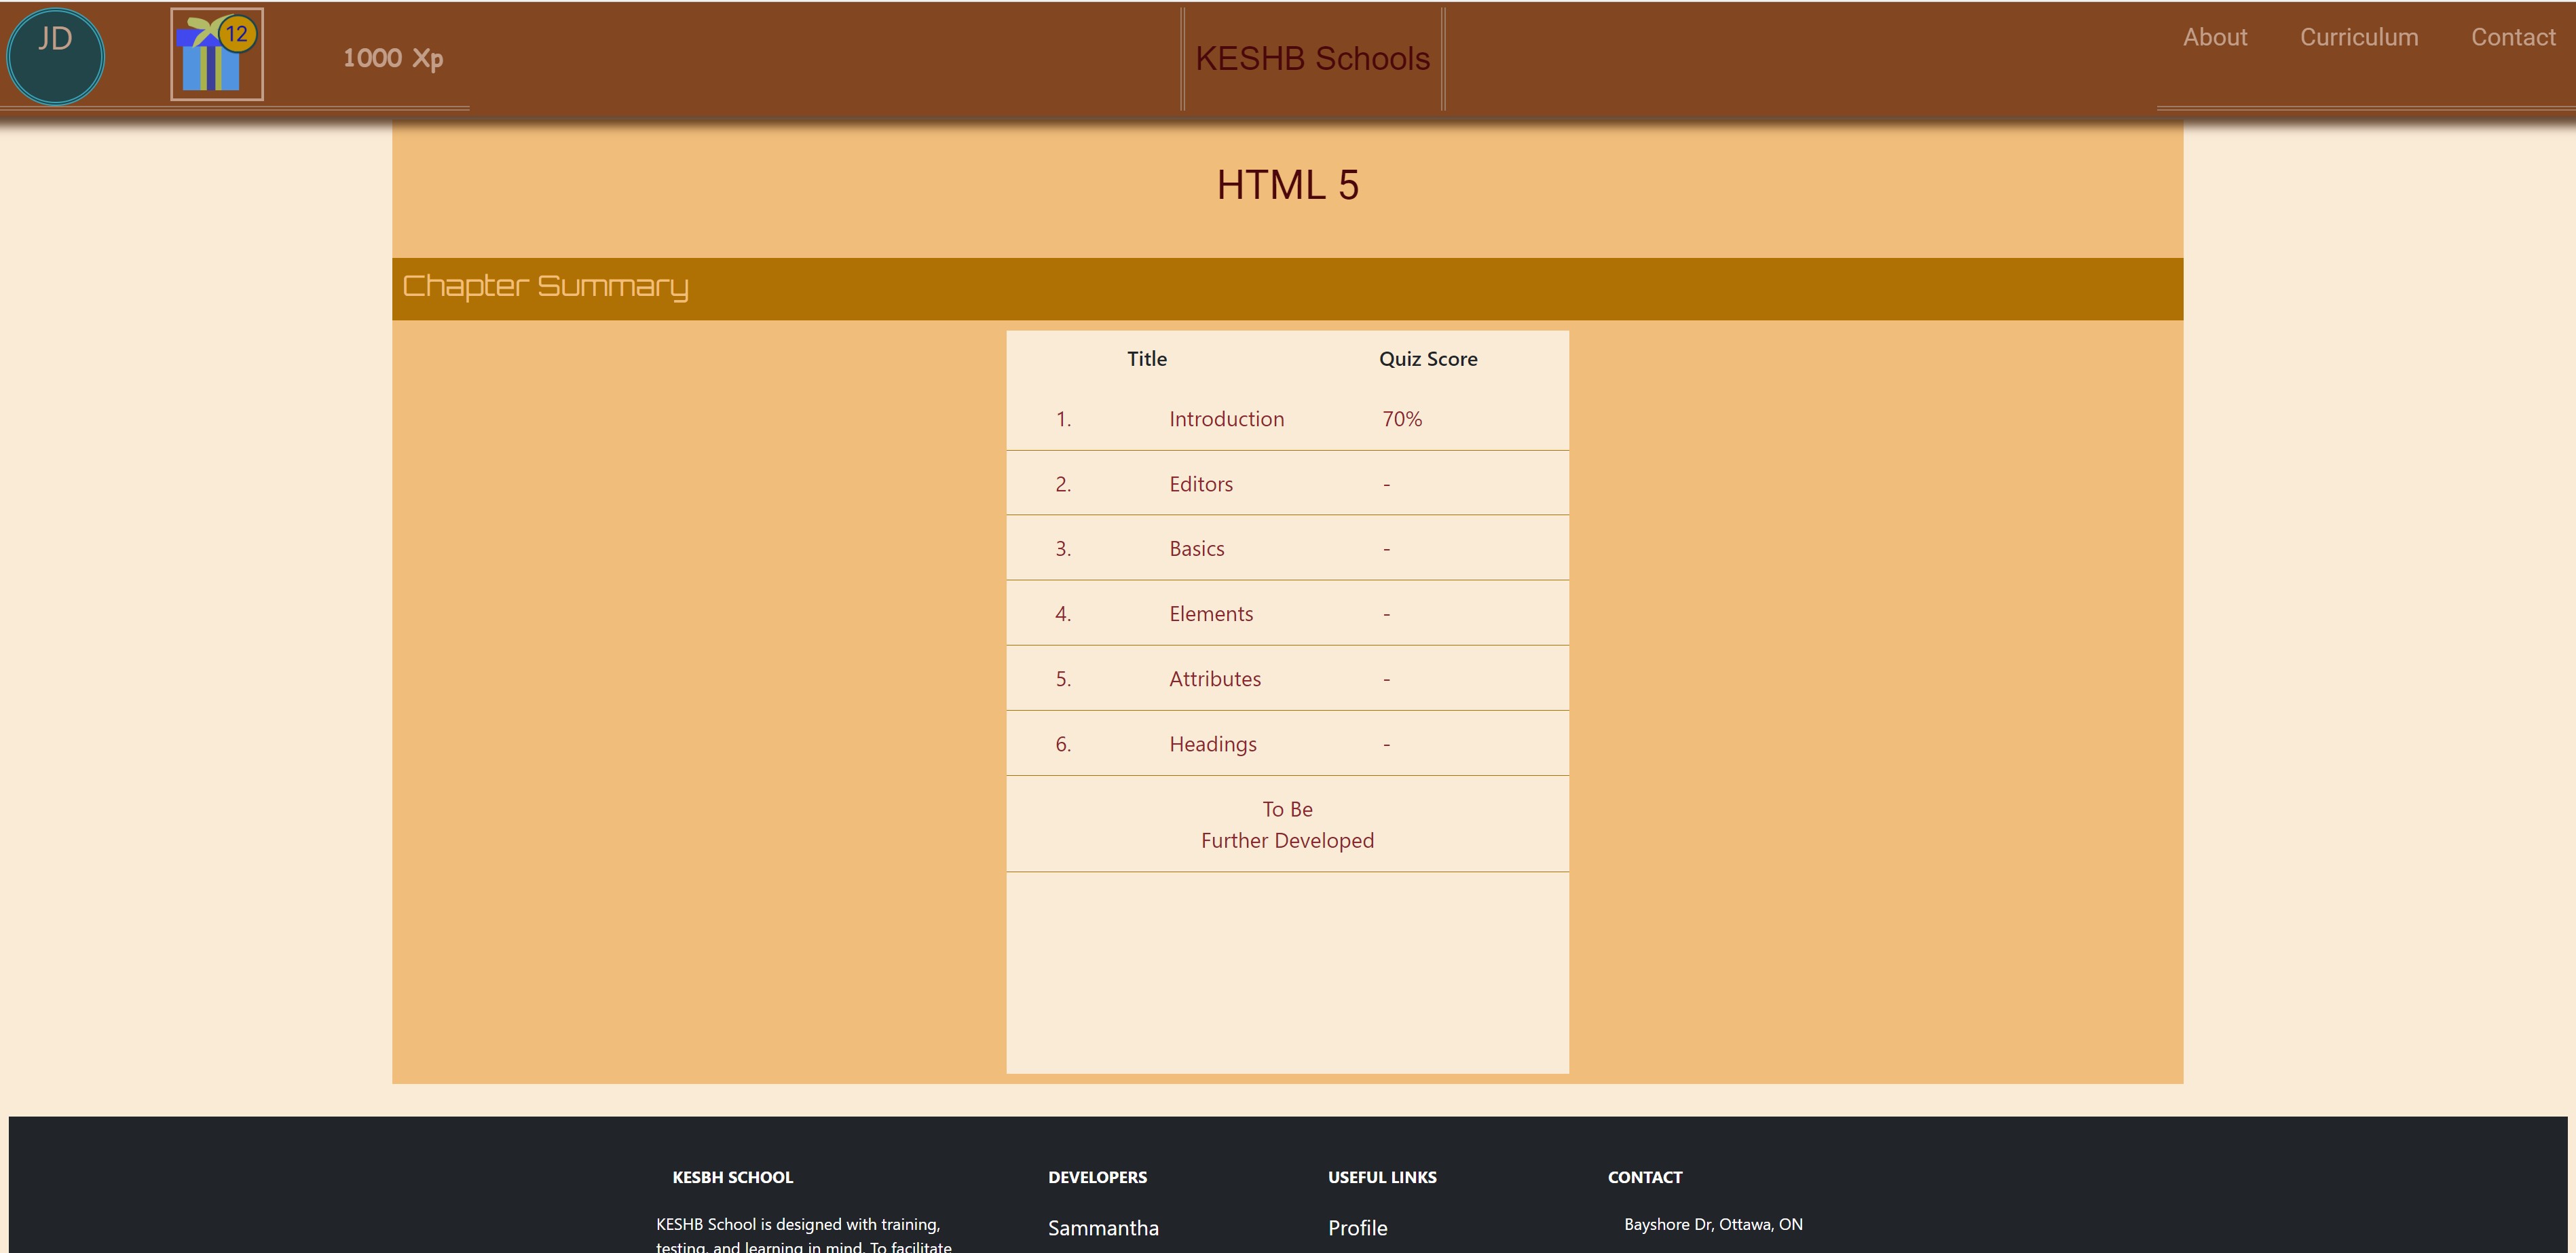 JD
12
1000 Xp
KESHB Schools
About Curriculum Contact
HTML 5
Chapter Summary
Title Quiz Score
1. Introduction 70%
2. Editors -
3. Basics -
4. Elements -
5. Attributes -
6. Headings -
To Be
Further Developed
KESBH SCHOOL
KESHB School is designed with training,
testing, and learning in mind. To facilitate
DEVELOPERS
Sammantha
USEFUL LINKS
Profile
CONTACT
Bayshore Dr, Ottawa, ON